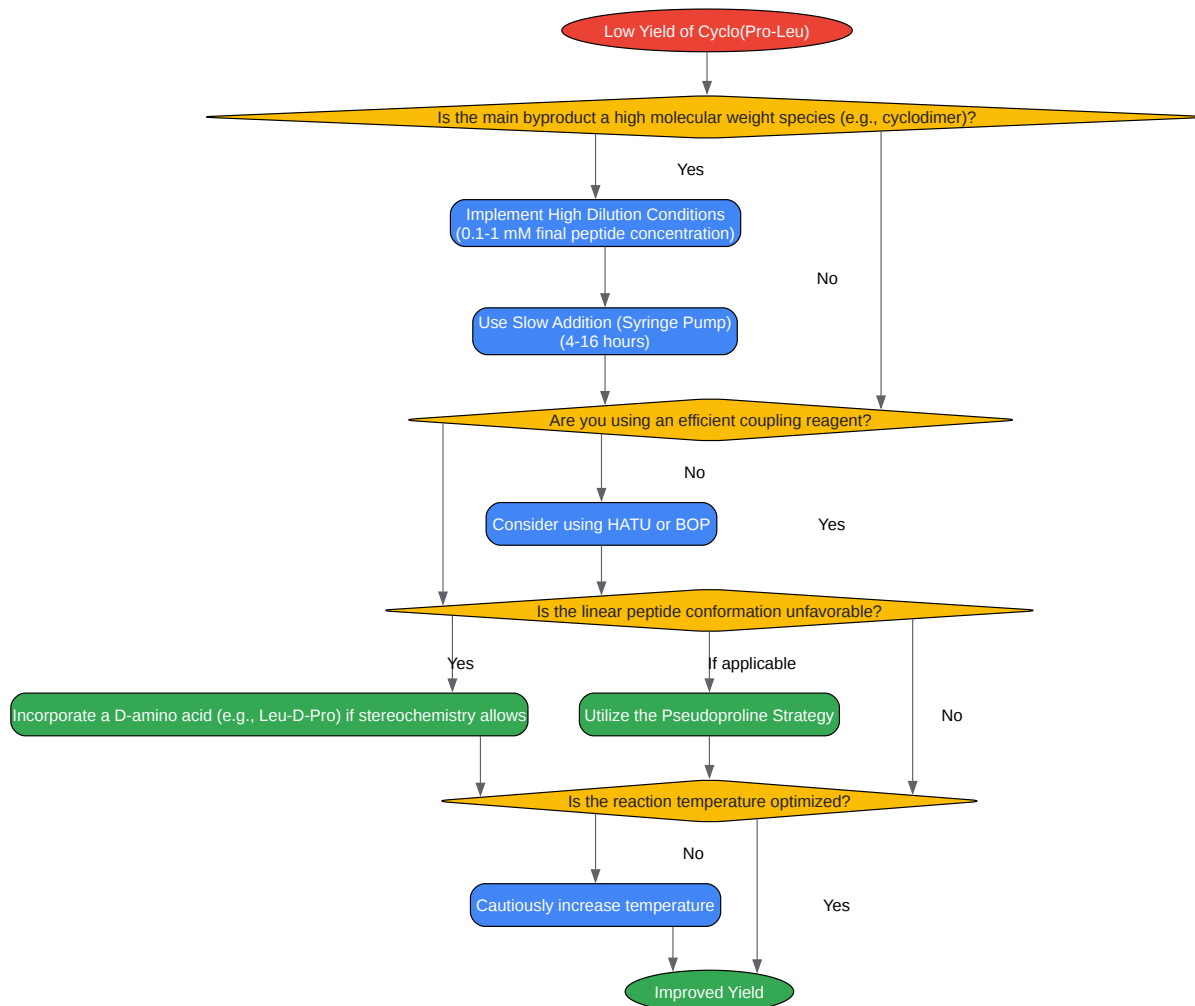 Low Yield of Cyclo(Pro-Leu)
Is the main byproduct a high molecular weight species (e.g., cyclodimer)?
Yes
Implement High Dilution Conditions
(0.1-1 mM final peptide concentration)
No
Use Slow Addition (Syringe Pump)
(4-16 hours)
Are you using an efficient coupling reagent?
No
Consider using HATU or BOP
Yes
Is the linear peptide conformation unfavorable?
Yes
If applicable
Incorporate a D-amino acid (e.g., Leu-D-Pro) if stereochemistry allows
Utilize the Pseudoproline Strategy
No
Is the reaction temperature optimized?
No
Cautiously increase temperature
Yes
Improved Yield